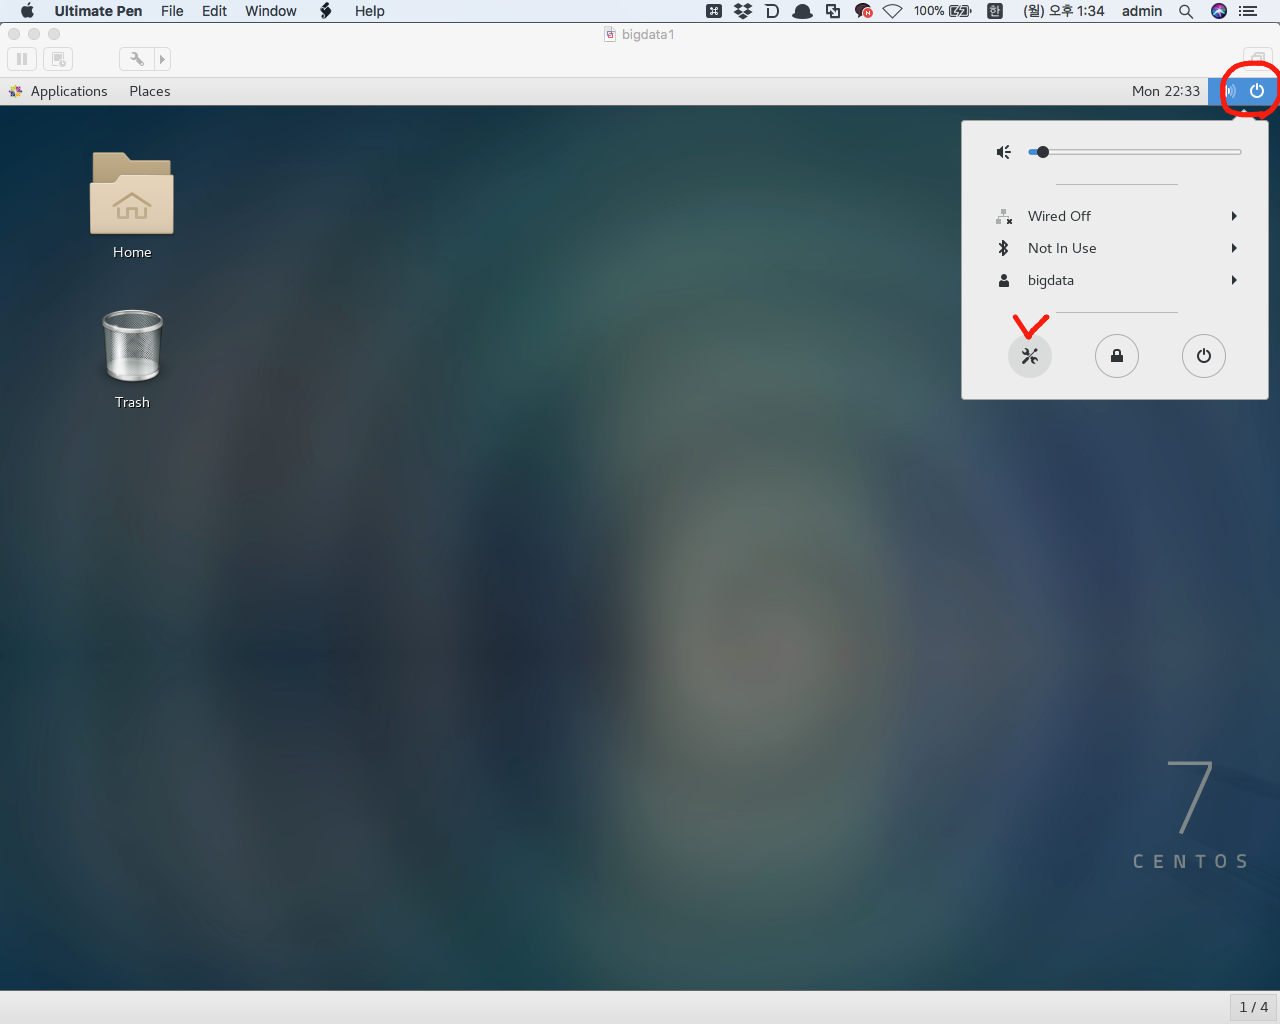 Ultimate Pen File Edit Window Help 100% 한 (월) 오후 1:34 admin
bigdata1
Applications Places Mon 22:33
Home
Trash
Wired Off
Not In Use
bigdata
7
CENTOS
1 / 4